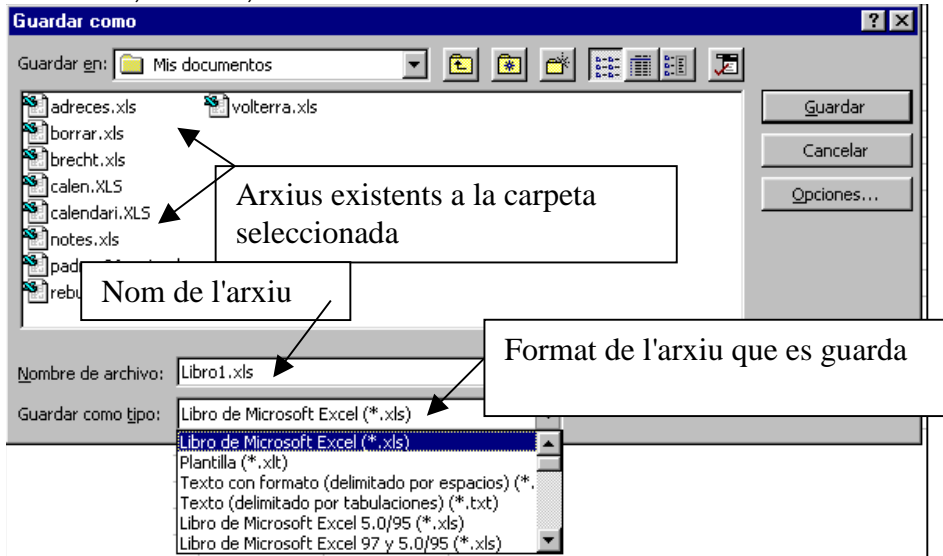 Guardar como
Guardar en: Mis documentos
adreces.xls volterra.xls
borrar.xls
brecht.xls
calen.XLS
calendari.XLS
notes.xls
Guardar
Cancelar
Opciones...
Arxius existents a la carpeta
seleccionada
Nom de l'arxiu
Format de l'arxiu que es guarda
Nombre de archivo: Libro1.xls
Guardar como tipo: Libro de Microsoft Excel (*.xls)
Libro de Microsoft Excel (*.xls)
Plantilla (*.xlt)
Texto con formato (delimitado por espacios) (*.
Texto (delimitado por tabulaciones) (*.txt)
Libro de Microsoft Excel 5.0/95 (*.xls)
Libro de Microsoft Excel 97 y 5.0/95 (*.xls)